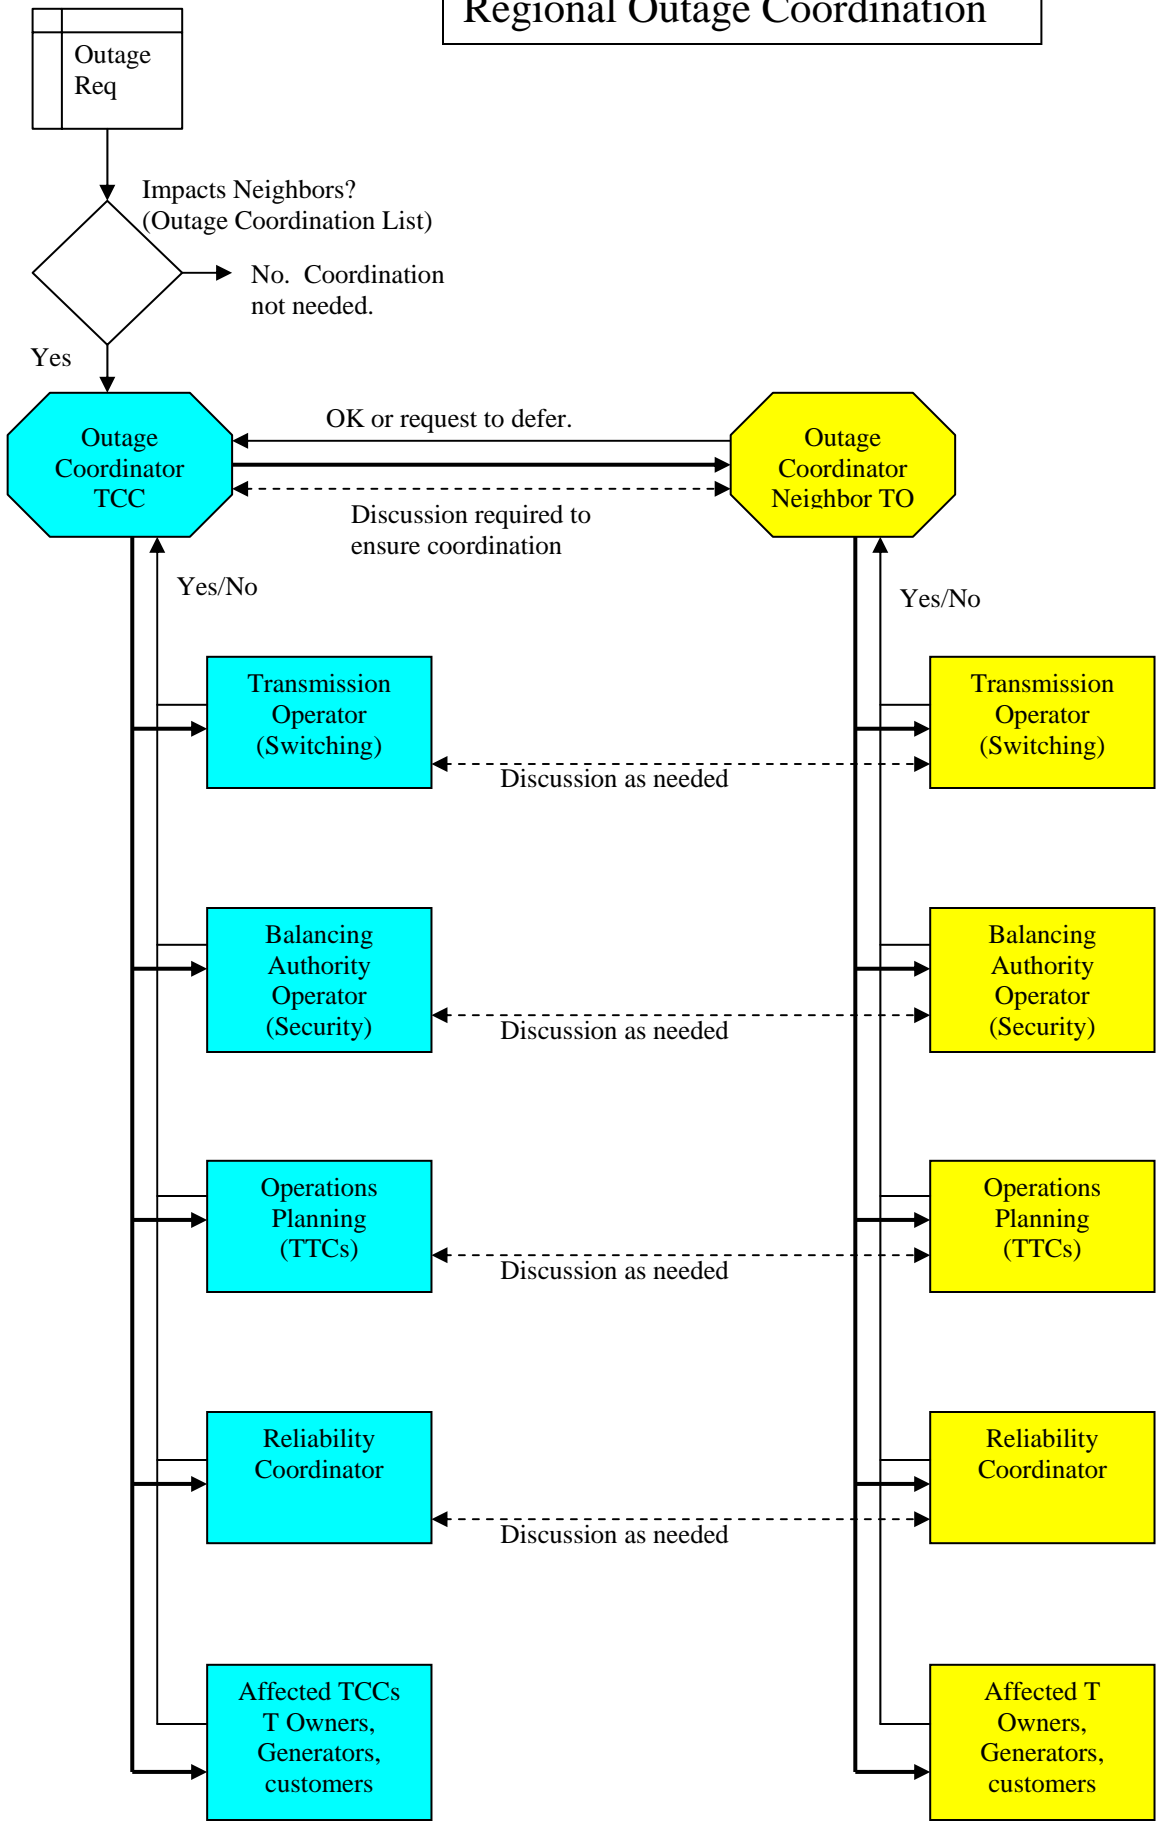 Regional Outage Coordination
Outage
Req
Impacts Neighbors?
(Outage Coordination List)
No.  Coordination
not needed.
Yes
Outage
Coordinator
TCC
OK or request to defer.
Outage
Coordinator
Neighbor TO
Discussion required to
ensure coordination
Yes/No
Yes/No
Transmission
Operator
(Switching)
Discussion as needed
Transmission
Operator
(Switching)
Balancing
Authority
Operator
(Security)
Discussion as needed
Balancing
Authority
Operator
(Security)
Operations
Planning
(TTCs)
Discussion as needed
Operations
Planning
(TTCs)
Reliability
Coordinator
Discussion as needed
Reliability
Coordinator
Affected TCCs
T Owners,
Generators,
customers
Affected T
Owners,
Generators,
customers